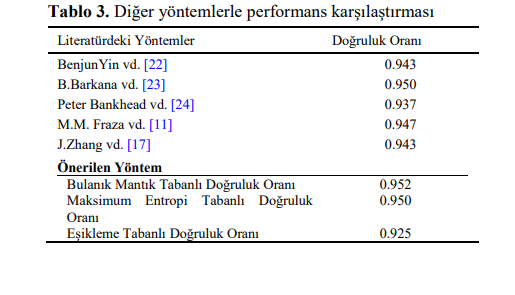 Tablo 3. Diğer yöntemlerle performans karşılaştırması
Literatürdeki Yöntemler Doğruluk Oranı
BenjunYin vd. [22] 0.943
B.Barkana vd. [23] 0.950
Peter Bankhead vd. [24] 0.937
M.M. Fraza vd. [11] 0.947
J.Zhang vd. [17] 0.943
Önerilen Yöntem
Bulanık Mantık Tabanlı Doğruluk Oranı 0.952
Maksimum Entropi Tabanlı Doğruluk 0.950
Oranı
Eşikleme Tabanlı Doğruluk Oranı 0.925